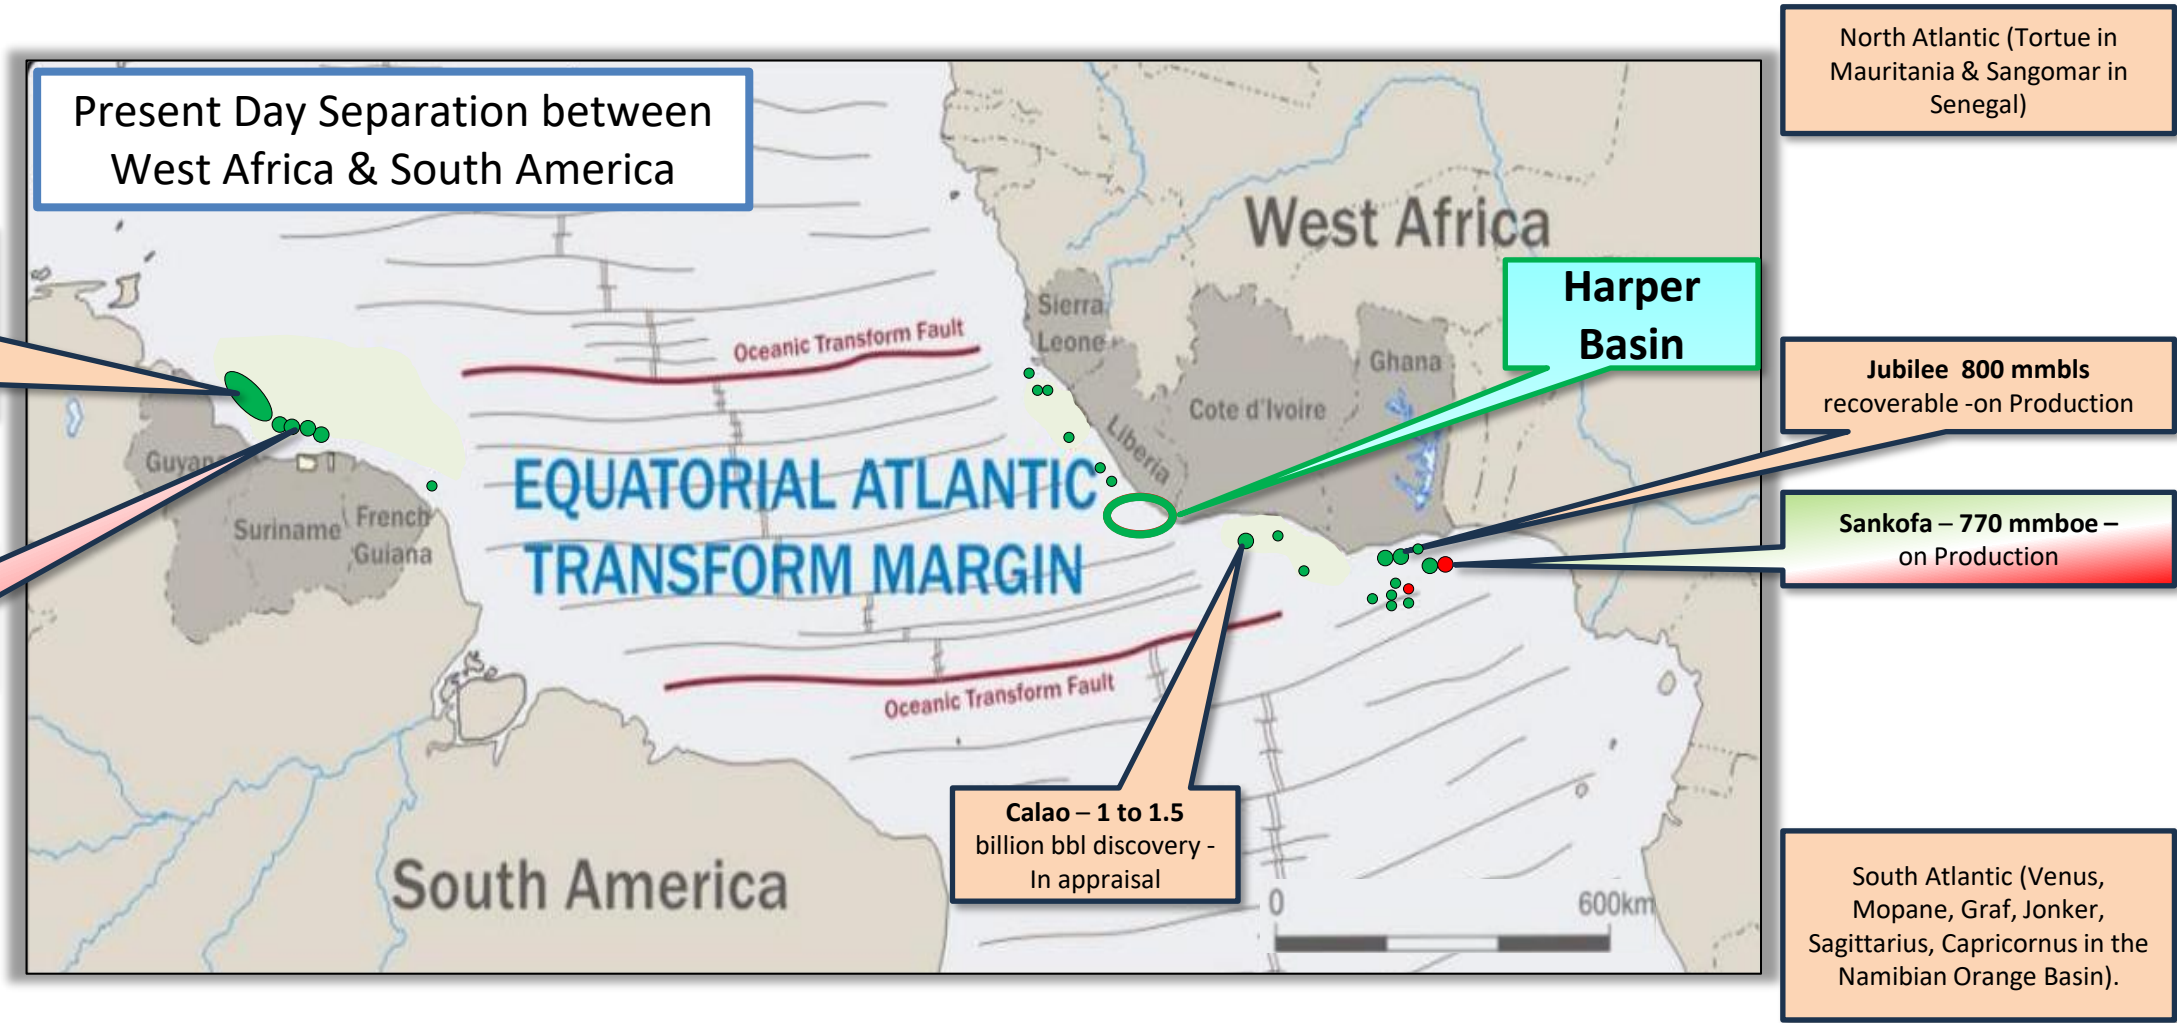 North Atlantic (Tortue in
Mauritania & Sangomar in
Senegal)
Present Day Separation between
West Africa & South America
West Africa
Harper
Basin
Sierra
Leone
Oceanic Transform Fault
Ghana
Jubilee 800 mmbls
recoverable -on Production
Cote d'Ivoire
Liberia
Guyana
EQUATORIAL ATLANTIC
TRANSFORM MARGIN
Suriname
French
Guiana
Sankofa – 770 mmboe –
on Production
Oceanic Transform Fault
Calao – 1 to 1.5
billion bbl discovery -
In appraisal
South America
0
600km
South Atlantic (Venus,
Mopane, Graf, Jonker,
Sagittarius, Capricornus in the
Namibian Orange Basin).